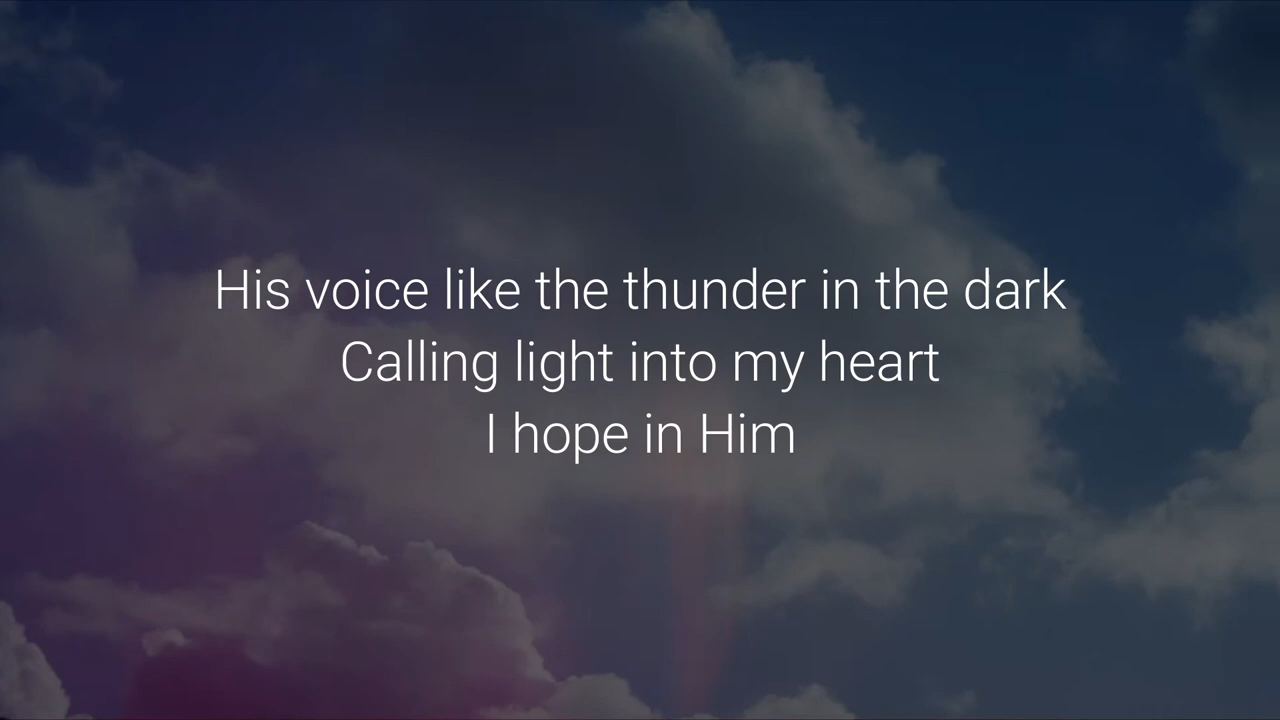 His voice like the thunder in the dark
Calling light into my heart
I hope in Him